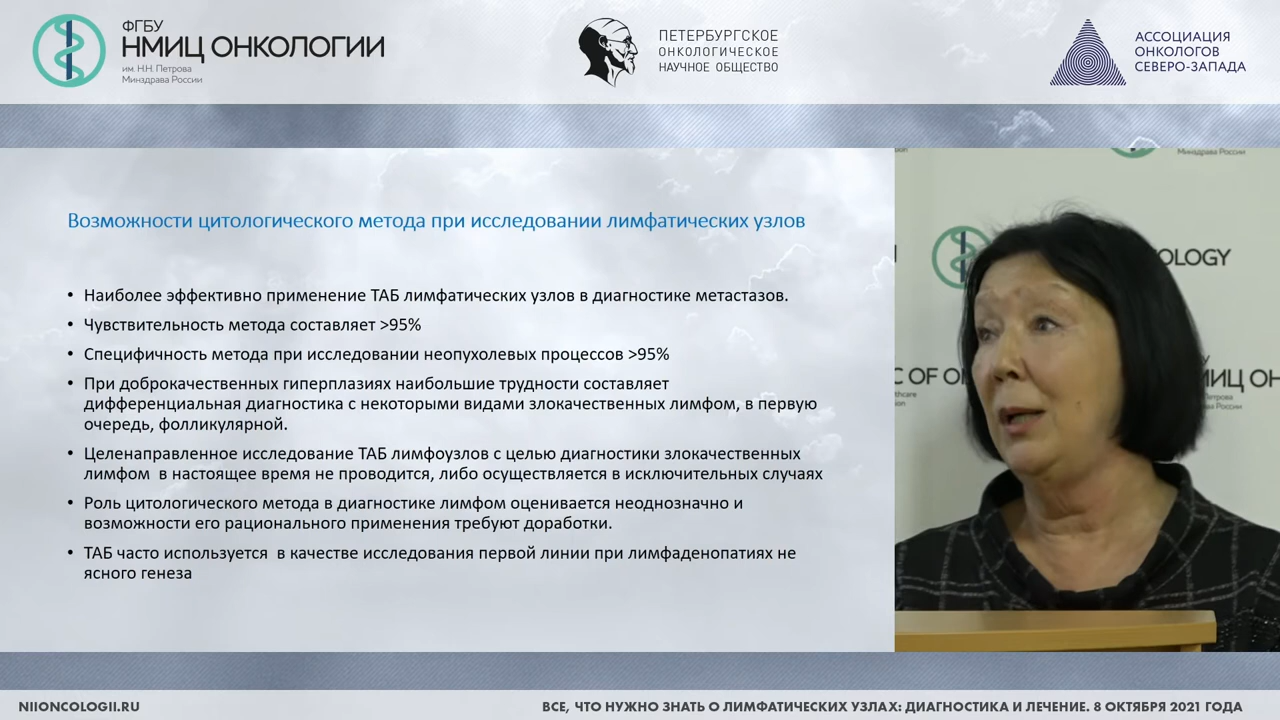 ФГБУ
НМИЦ ОНКОЛОГИИ
им. Н.Н. Петрова
Минздрава России
ПЕТЕРБУРГСКОЕ
ОНКОЛОГИЧЕСКОЕ
НАУЧНОЕ ОБЩЕСТВО
АССОЦИАЦИЯ
ОНКОЛОГОВ
СЕВЕРО-ЗАПАДА
Возможности цитологического метода при исследовании лимфатических узлов
• Наиболее эффективно применение ТАБ лимфатических узлов в диагностике метастазов.
• Чувствительность метода составляет >95%
• Специфичность метода при исследовании неопухолевых процессов >95%
• При доброкачественных гиперплазиях наибольшие трудности составляет
дифференциальная диагностика с некоторыми видами злокачественных лимфом, в первую
очередь, фолликулярной.
• Целенаправленное исследование ТАБ лимфоузлов с целью диагностики злокачественных
лимфом  в настоящее время не проводится, либо осуществляется в исключительных случаях
• Роль цитологического метода в диагностике лимфом оценивается неоднозначно и
возможности его рационального применения требуют доработки.
• ТАБ часто используется  в качестве исследования первой линии при лимфаденопатиях не
ясного генеза
Минздрава России
OLOGY
C OF O
МИЦ ОН
Петрова
России
NIIONCOLOGII.RU
ВСЕ, ЧТО НУЖНО ЗНАТЬ О ЛИМФАТИЧЕСКИХ УЗЛАХ: ДИАГНОСТИКА И ЛЕЧЕНИЕ. 8 ОКТЯБРЯ 2021 ГОДА